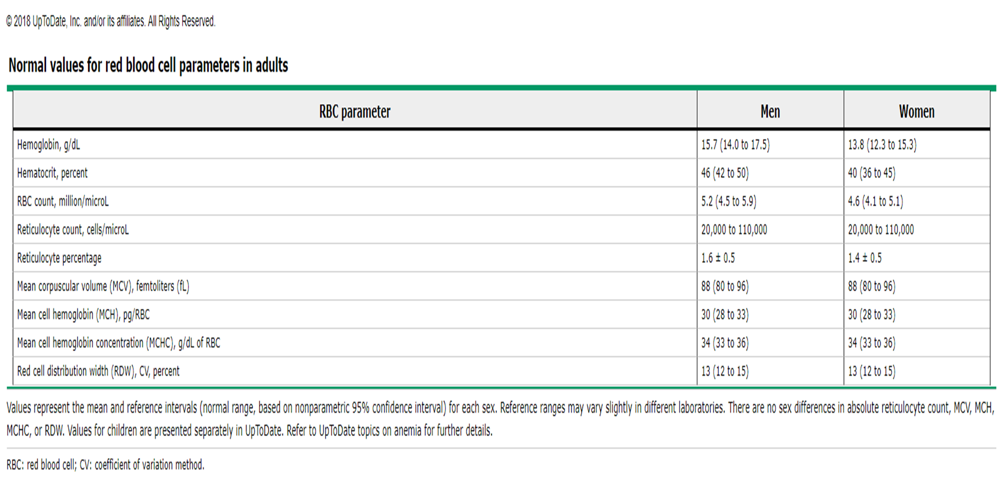 © 2018 UpToDate, Inc. and/or its affiliates. All Rights Reserved.
Normal values for red blood cell parameters in adults
RBC parameter Men Women
Hemoglobin, g/dL 15.7 (14.0 to 17.5) 13.8 (12.3 to 15.3)
Hematocrit, percent 46 (42 to 50) 40 (36 to 45)
RBC count, million/microL 5.2 (4.5 to 5.9) 4.6 (4.1 to 5.1)
Reticulocyte count, cells/microL 20,000 to 110,000 20,000 to 110,000
Reticulocyte percentage 1.6 ± 0.5 1.4 ± 0.5
Mean corpuscular volume (MCV), femtoliters (fL) 88 (80 to 96) 88 (80 to 96)
Mean cell hemoglobin (MCH), pg/RBC 30 (28 to 33) 30 (28 to 33)
Mean cell hemoglobin concentration (MCHC), g/dL of RBC 34 (33 to 36) 34 (33 to 36)
Red cell distribution width (RDW), CV, percent 13 (12 to 15) 13 (12 to 15)
Values represent the mean and reference intervals (normal range, based on nonparametric 95% confidence interval) for each sex. Reference ranges may vary slightly in different laboratories. There are no sex differences in absolute reticulocyte count, MCV, MCH,
MCHC, or RDW. Values for children are presented separately in UpToDate. Refer to UpToDate topics on anemia for further details.
RBC: red blood cell; CV: coefficient of variation method.